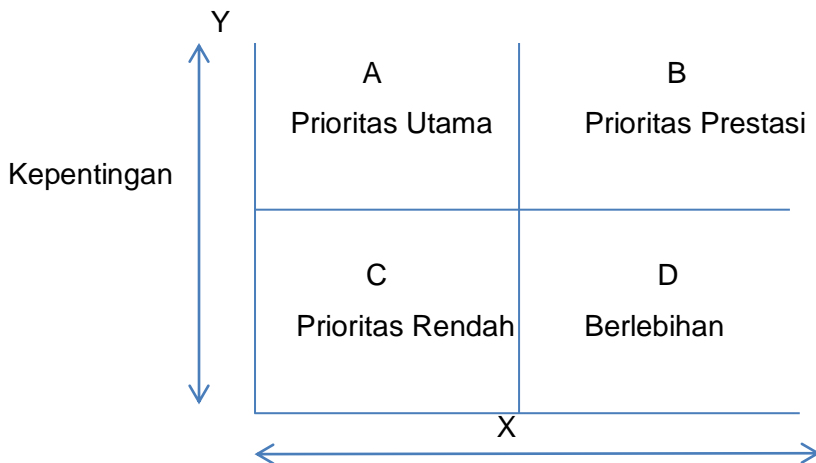 Y
A B
Prioritas Utama Prioritas Prestasi
Kepentingan
C D
Prioritas Rendah Berlebihan
X